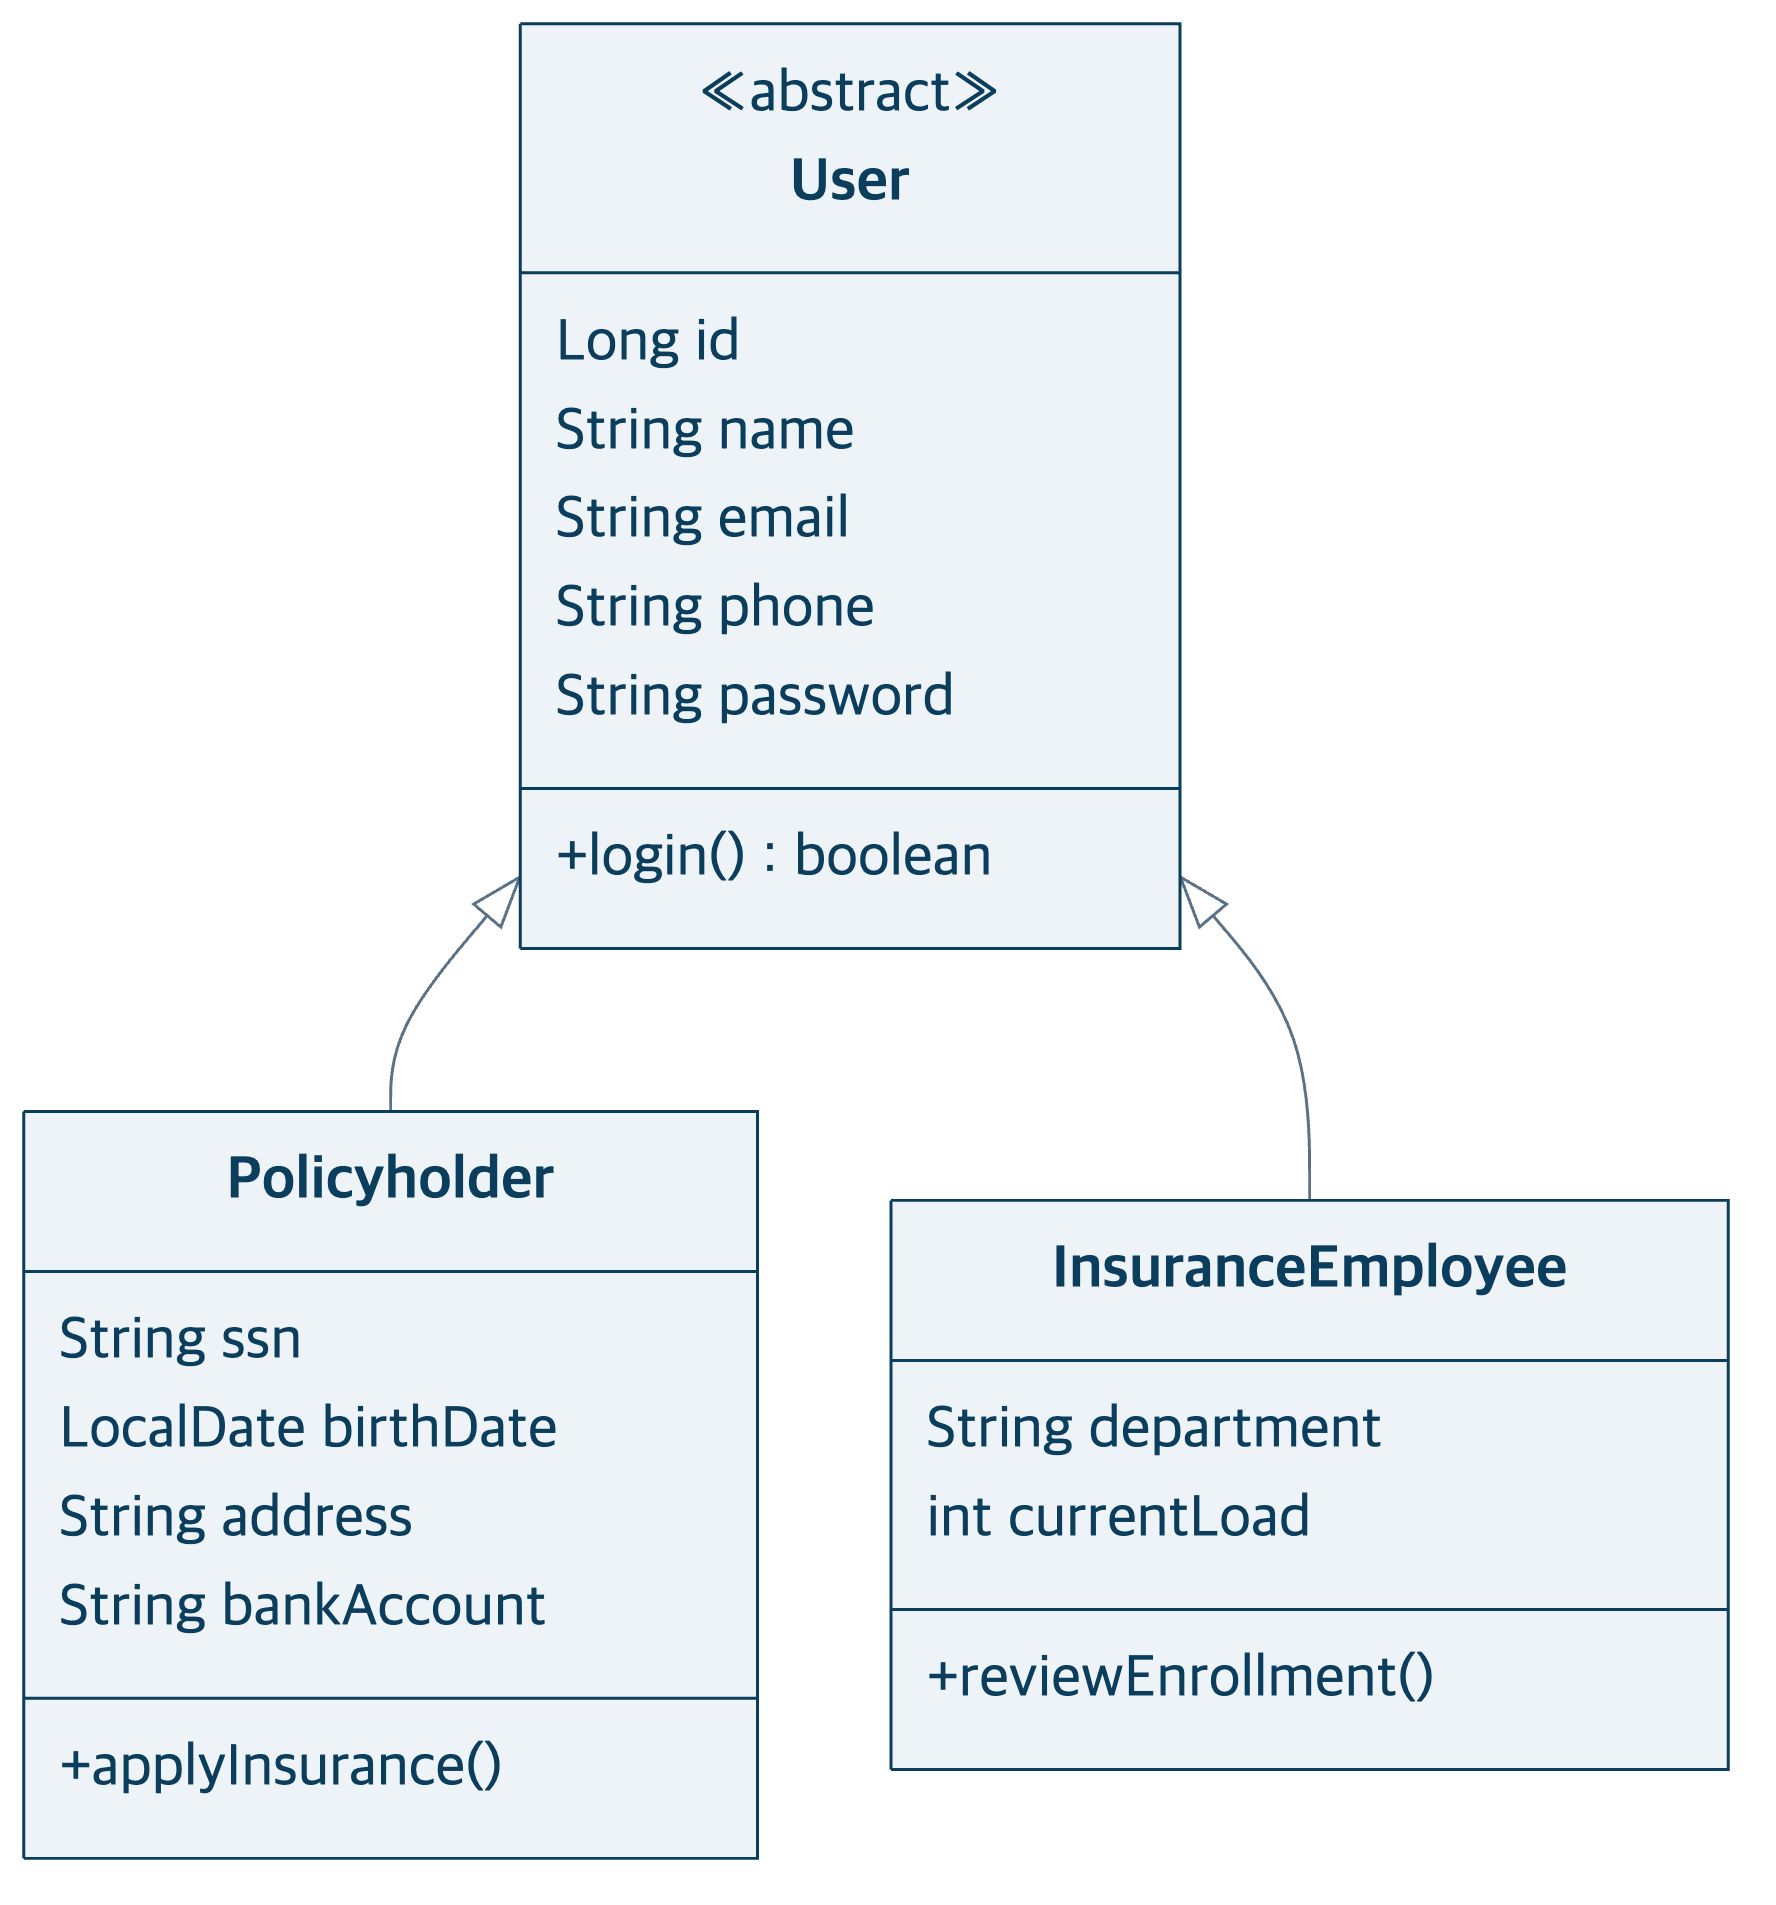 ≪abstract≫
User
Long id
String name
String email
String phone
String password
+login() : boolean
Policyholder
String ssn
LocalDate birthDate
String address
String bankAccount
+applyInsurance()
InsuranceEmployee
String department
int currentLoad
+reviewEnrollment()